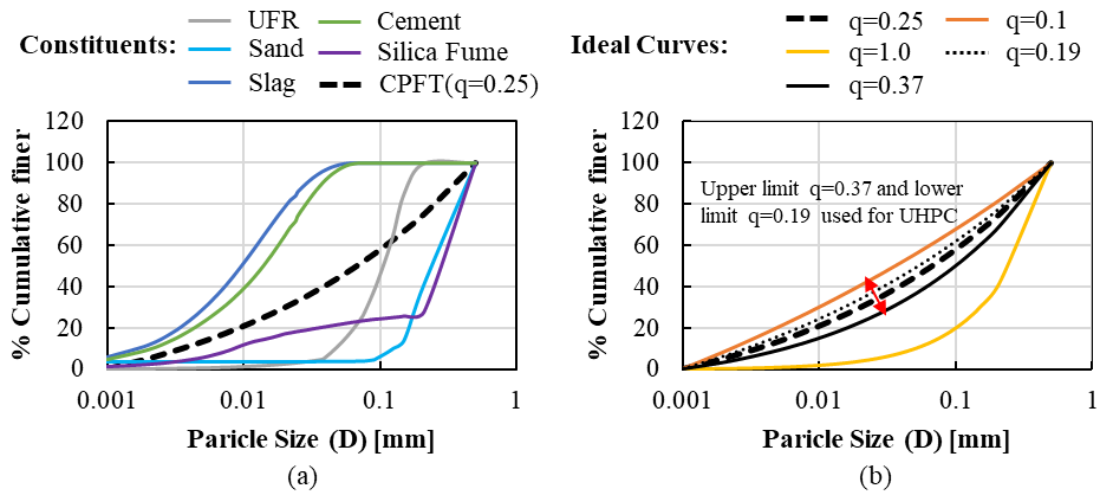 Constituents:
UFR
Cement
Sand
Silica Fume
Slag
CPFT(q=0.25)
% Cumulative finer
120
100
80
60
40
20
0
0.001
0.01
0.1
1
Paricle Size (D) [mm]
(a)
Ideal Curves:
q=0.25
q=0.1
q=1.0
q=0.19
q=0.37
% Cumulative finer
120
100
80
60
40
20
0
Upper limit q=0.37 and lower
limit q=0.19 used for UHPC
0.001
0.01
0.1
1
Paricle Size (D) [mm]
(b)